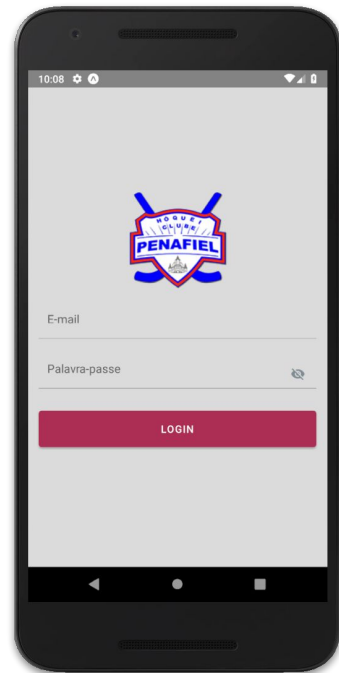 10:08
HÓQUEI
CLUBE
PENAFIEL
E-mail
Palavra-passe
LOGIN